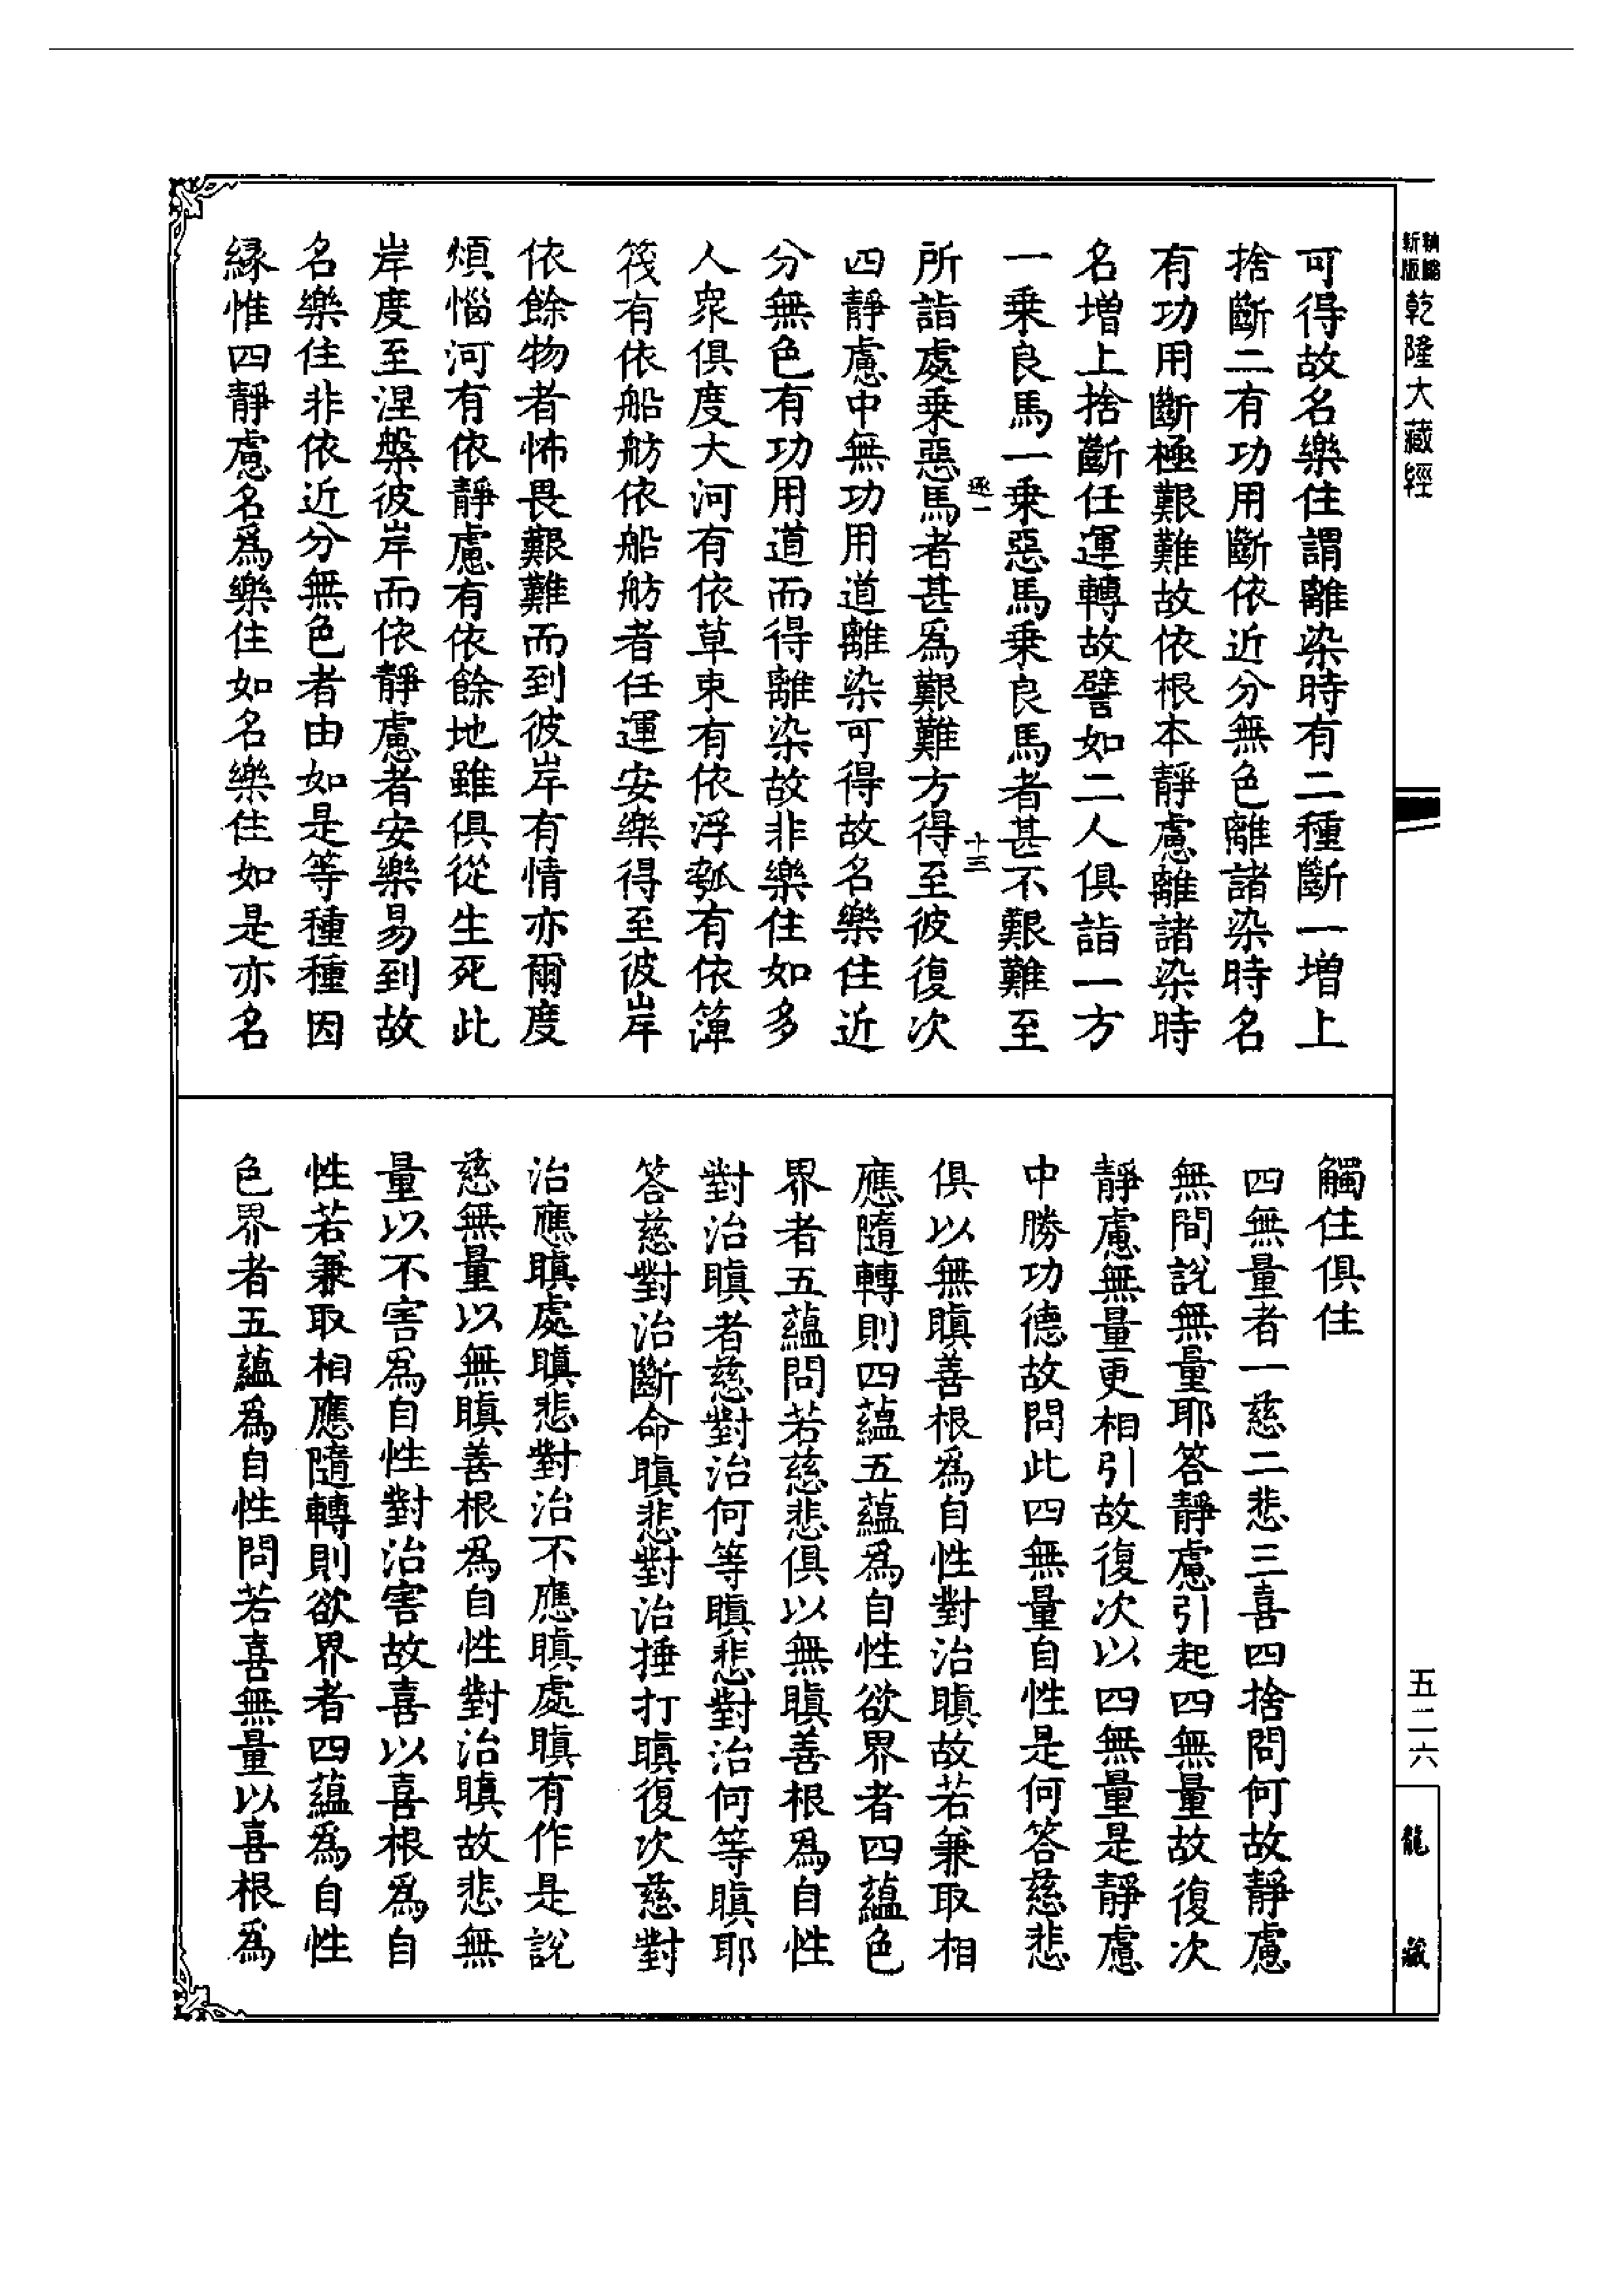 新版
乾隆大藏經
可得故名樂住謂離染時有二種斷一增上
捨斷二有功用斷依近分無色離諸染時名
有功用斷極艱難故依根本靜慮離諸染時
名增上捨斷任運轉故譬如二人俱詣一方
一乗良馬一乗惡馬乗良馬者甚不艱難至
十三
所詣處乗惡馬者甚爲艱難方得至彼復次
四靜慮中無功用道離染可得故名樂住近
分無色有功用道而得離染故非樂住如多
人衆俱度大河有依草束有依浮瓠有依箄
筏有依船舫依船舫者任運安樂得至彼岸
依餘物者怖畏艱難而到彼岸有情亦爾度
煩惱河有依靜慮有依餘地雖俱從生死此
岸度至涅槃彼岸而依靜慮者安樂易到故
名樂住非依近分無色者由如是等種種因
緣惟四靜慮名爲樂住如名樂住如是亦名
觸住俱住
四無量者一慈二悲三喜四捨問何故靜慮
無間說無量耶答靜慮引起四無量故復次
靜慮無量更相引故復次以四無量是靜慮
中勝功德故問此四無量自性是何答慈悲
俱以無瞋善根爲自性對治瞋故若兼取相
應隨轉則四蘊五蘊爲自性欲界者四蘊色
界者五蘊問若慈悲俱以無瞋善根爲自性
對治瞋者慈對治何等瞋悲對治何等瞋耶
答慈對治斷命瞋悲對治捶打瞋復次慈對
治應瞋處瞋悲對治不應瞋處瞋有作是說
慈無量以無瞋善根爲自性對治瞋故悲無
量以不害爲自性對治害故喜以喜根爲自
性若兼取相應隨轉則欲界者四蘊爲自性
色界者五蘊爲自性問若喜無量以喜根爲
五二六
龍藏